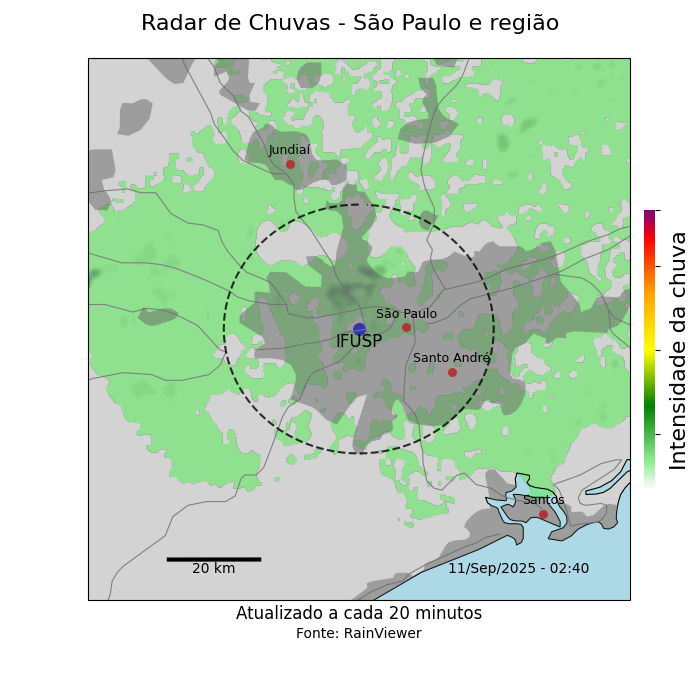 Radar de Chuvas - São Paulo e região
Jundiaí
São Paulo
IFUSP
Santo André
Intensidade da chuva
Santos
20 km
11/Sep/2025 - 02:40
Atualizado a cada 20 minutos
Fonte: RainViewer